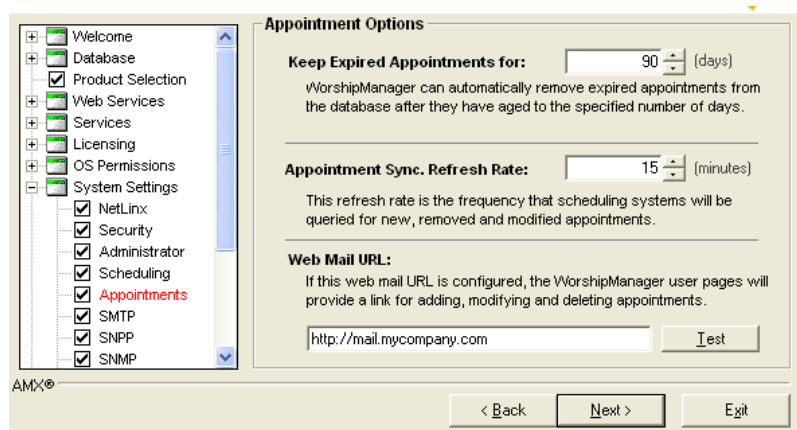 Welcome
Database
Product Selection
Web Services
Services
Licensing
OS Permissions
System Settings
NetLinx
Security
Administrator
Scheduling
Appointments
SMTP
SNPP
SNMP
Appointment Options
Keep Expired Appointments for: 90 (days)
WorshipManager can automatically remove expired appointments from
the database after they have aged to the specified number of days.
Appointment Sync. Refresh Rate: 15 (minutes)
This refresh rate is the frequency that scheduling systems will be
queried for new, removed and modified appointments.
Web Mail URL:
If this web mail URL is configured, the WorshipManager user pages will
provide a link for adding, modifying and deleting appointments.
http://mail.mycompany.com Test
AMX®
< Back Next > Exit